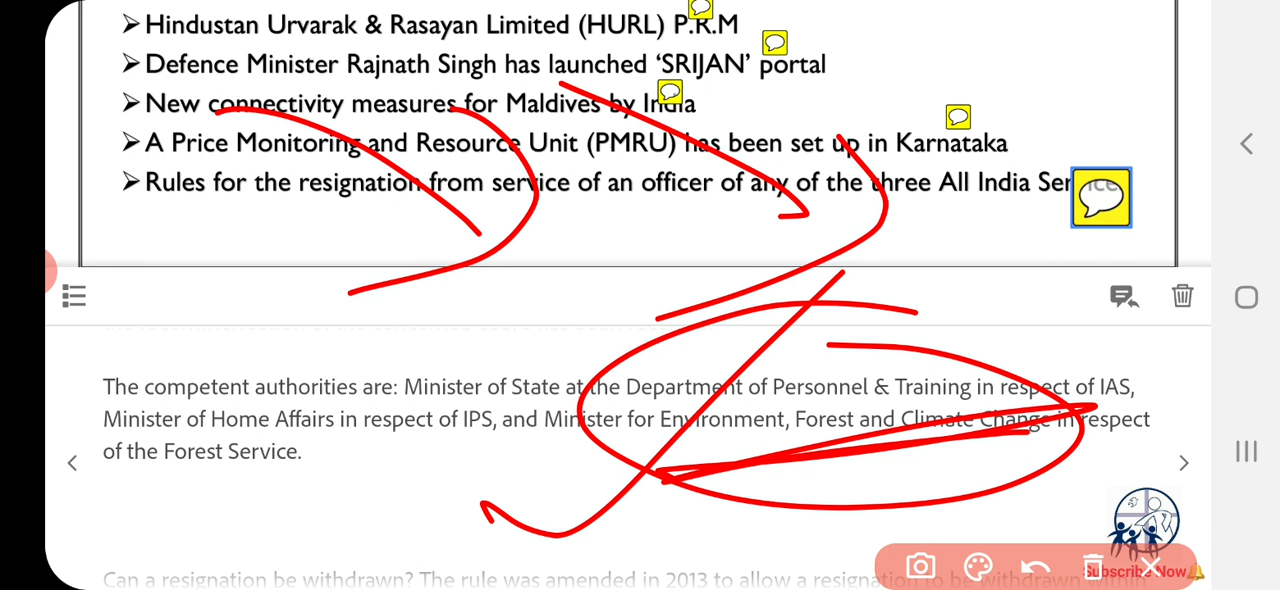 ➤Hindustan Urvarak & Rasayan Limited (HURL) P.R.M
➤Defence Minister Rajnath Singh has launched ‘SRIJAN’ portal
➤New connectivity measures for Maldives by India
➤A Price Monitoring and Resource Unit (PMRU) has been set up in Karnataka
➤Rules for the resignation from service of an officer of any of the three All India Service
The competent authorities are: Minister of State at the Department of Personnel & Training in respect of IAS,
Minister of Home Affairs in respect of IPS, and Minister for Environment, Forest and Climate Change in respect
of the Forest Service.
Can a resignation be withdrawn? The rule was amended in 2013 to allow a resignation to be withdrawn within
Subscribe Now